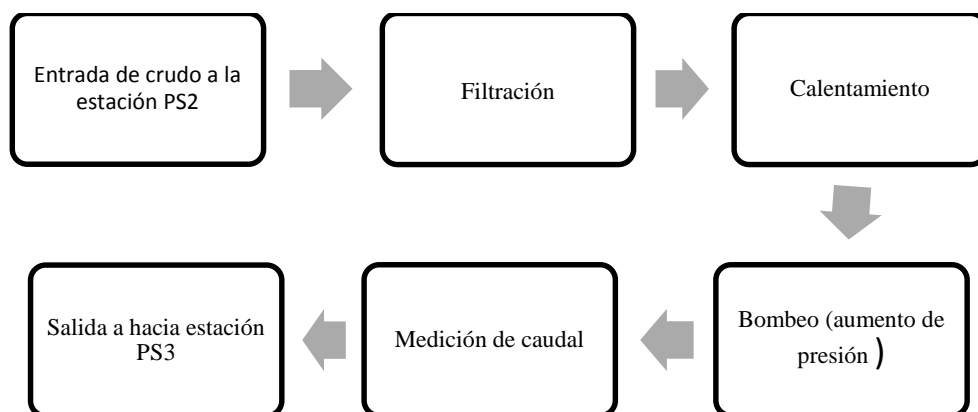 Entrada de crudo a la
estación PS2
Filtración
Calentamiento
Bombeo (aumento de
presión )
Medición de caudal
Salida a hacia estación
PS3